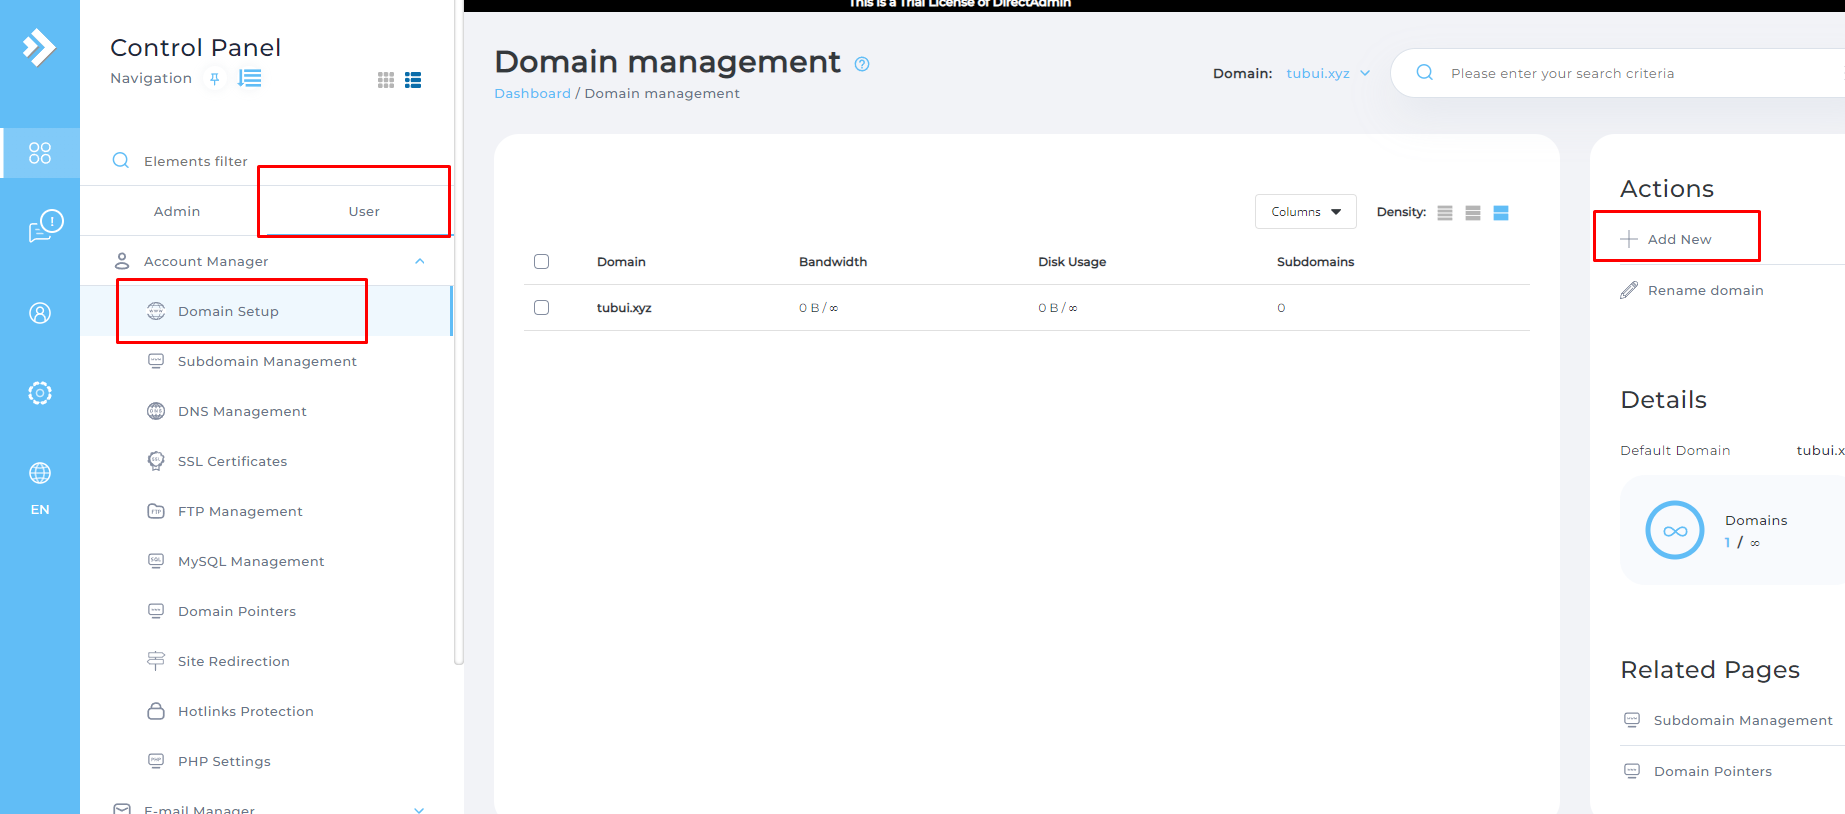 This is a Trial License of DirectAdmin
Control Panel
Navigation
Elements filter
Admin
User
Account Manager
Domain Setup
Subdomain Management
DNS Management
SSL Certificates
FTP Management
MySQL Management
Domain Pointers
Site Redirection
Hotlinks Protection
PHP Settings
E-mail Manager
EN
Domain management
Dashboard / Domain management
Domain: tubui.xyz
Please enter your search criteria
Columns
Density:
Domain Bandwidth Disk Usage Subdomains
tubui.xyz 0 B / ∞ 0 B / ∞ 0
Actions
Add New
Rename domain
Details
Default Domain tubui.x
Domains
1 / ∞
Related Pages
Subdomain Management
Domain Pointers